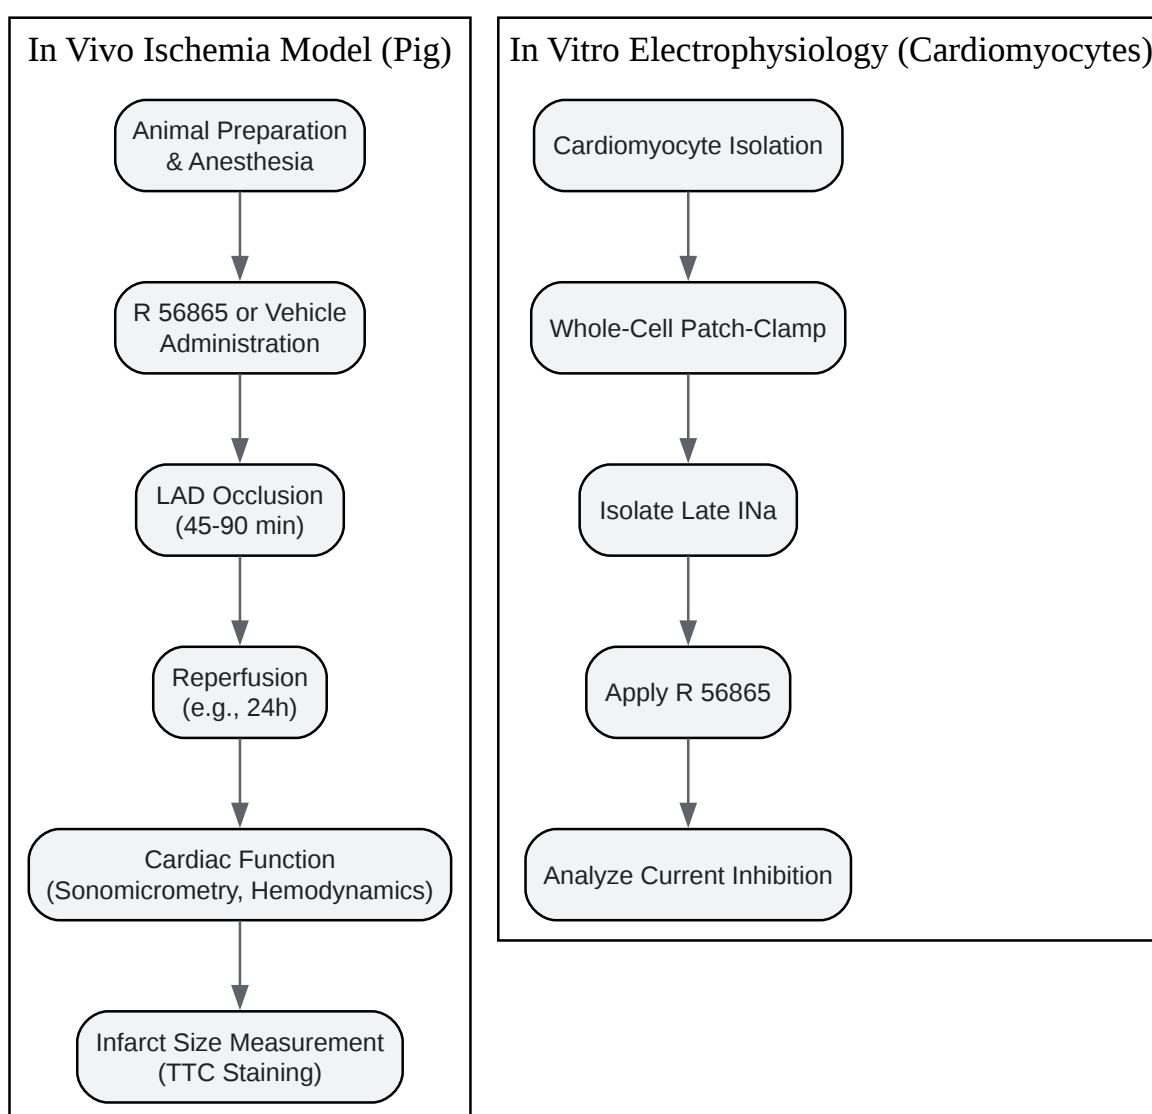 In Vivo Ischemia Model (Pig)
Animal Preparation
& Anesthesia
R 56865 or Vehicle
Administration
LAD Occlusion
(45-90 min)
Reperfusion
(e.g., 24h)
Cardiac Function
(Sonomicrometry, Hemodynamics)
Infarct Size Measurement
(TTC Staining)
In Vitro Electrophysiology (Cardiomyocytes)
Cardiomyocyte Isolation
Whole-Cell Patch-Clamp
Isolate Late INa
Apply R 56865
Analyze Current Inhibition